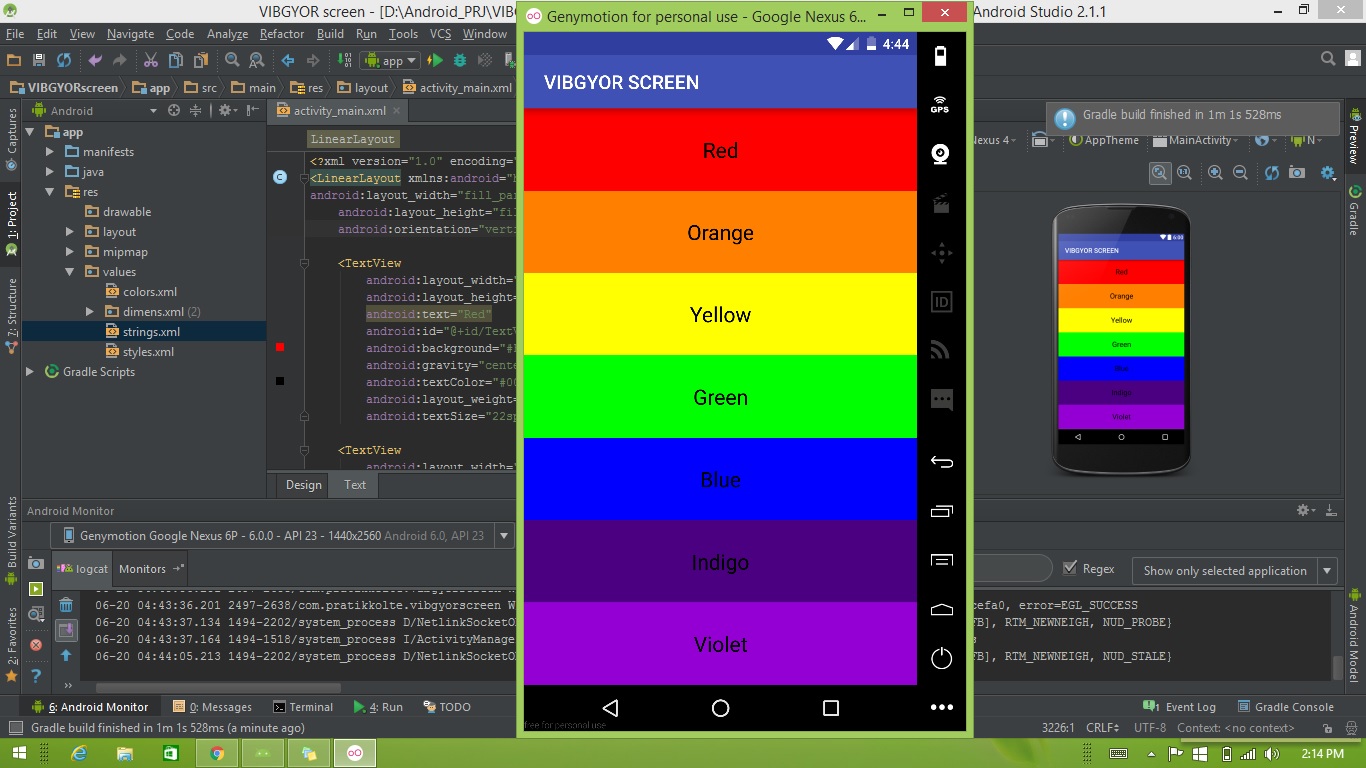 VIBGYOR screen - [D:\Android_PRJ\VIBG
File Edit View Navigate Code Analyze Refactor Build Run Tools VCS Window
app
VIBGYORscreen app src main res layout activity_main.xml
Android
activity_main.xml
app
manifests
java
res
drawable
layout
mipmap
values
colors.xml
dimens.xml (2)
strings.xml
styles.xml
Gradle Scripts
Captures
1: Project
7: Structure
Build Variants
2: Favorites
LinearLayout
<?xml version="1.0" encoding="
<LinearLayout xmlns:android="
android:layout_width="fill_pa
android:layout_height="fil
android:orientation="verti
<TextView
android:layout_width="
android:layout_height=
android:text="Red"
android:id="@+id/TextV
android:background="#
android:gravity="cente
android:textColor="#00
android:layout_weight=
android:textSize="22sp
<TextView
android:layout_width="
Design Text
Genymotion for personal use - Google Nexus 6...
4:44
VIBGYOR SCREEN
Red
Orange
Yellow
Green
Blue
Indigo
Violet
free for personal use
GPS
ID
Android Studio 2.1.1
Gradle build finished in 1m 1s 528ms
exus 4 AppTheme MainActivity N
Preview
Gradle
Android Model
6:00
VIBGYOR SCREEN
Red
Orange
Yellow
Green
Blue
Indigo
Violet
Android Monitor
Genymotion Google Nexus 6P - 6.0.0 - API 23 - 1440x2560 Android 6.0, API 23
logcat Monitors
Regex Show only selected application
06-20 04:43:36.201 2497-2638/com.pratikkolte.vibgyorscreen W cefa0, error=EGL_SUCCESS
06-20 04:43:37.134 1494-2202/system_process D/NetlinkSocketO FB], RTM_NEWNEIGH, NUD_PROBE}
06-20 04:43:37.164 1494-1518/system_process I/ActivityManage s
06-20 04:44:05.213 1494-2202/system_process D/NetlinkSocketO FB], RTM_NEWNEIGH, NUD_STALE}
6: Android Monitor 0: Messages Terminal 4: Run TODO 1 Event Log Gradle Console
Gradle build finished in 1m 1s 528ms (a minute ago) 3226:1 CRLF UTF-8 Context: <no context>
2:14 PM